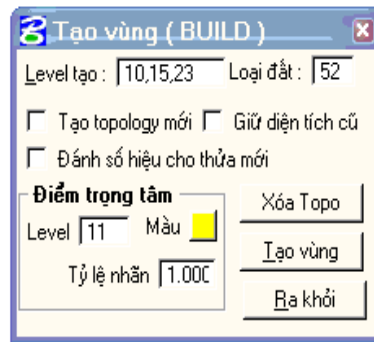 Tạo vùng ( BUILD )
Level tạo : 10,15,23 Loại đất : 52
Tạo topology mới Giữ diện tích cũ
Đánh số hiệu cho thửa mới
Điểm trọng tâm
Xóa Topo
Level 11 Màu
Tạo vùng
Tỷ lệ nhãn 1.000
Ra khỏi